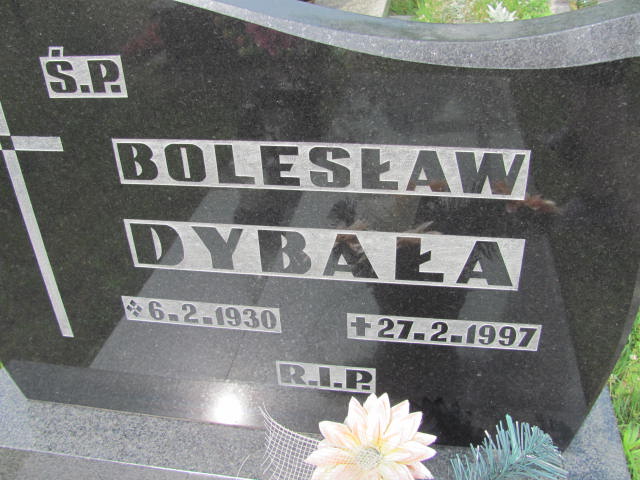 Ś.P.
BOLESŁAW
DYBAŁA
6.2.1930 ✝27.2.1997
R.I.P.